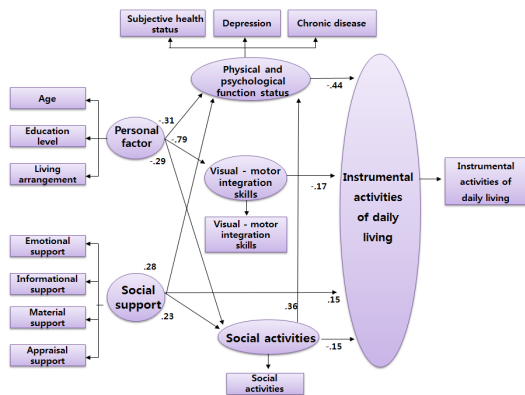 Subjective health
status
Depression
Chronic disease
Physical and
psychological
function status
-.44
Age
Education
level
Living
arrangement
Personal
factor
-.31
-.79
-.29
Visual - motor
integration
skills
-.17
Visual - motor
integration
skills
Instrumental
activities
of daily
living
Instrumental
activities of
daily living
Emotional
support
Informational
support
Material
support
Appraisal
support
Social
support
.28
.23
.15
.36
Social activities
-.15
Social
activities